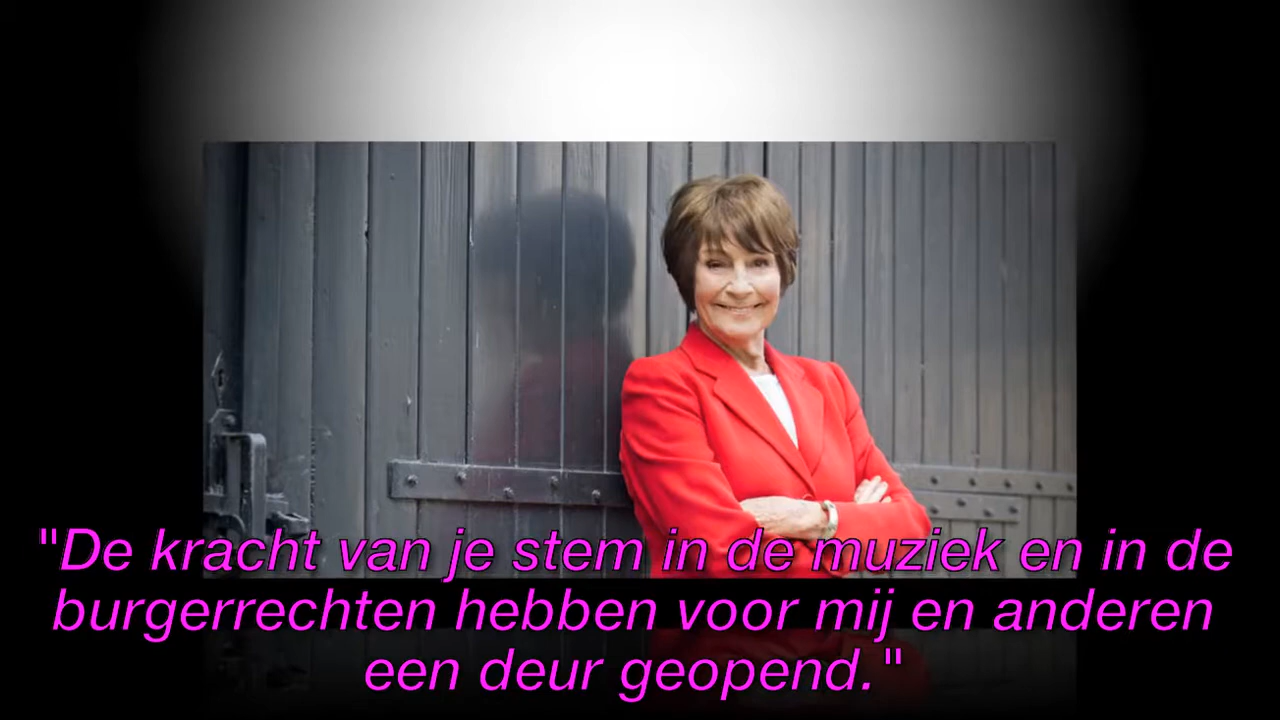 "De kracht van je stem in de muziek en in de
burgerrechten hebben voor mij en anderen
een deur geopend."